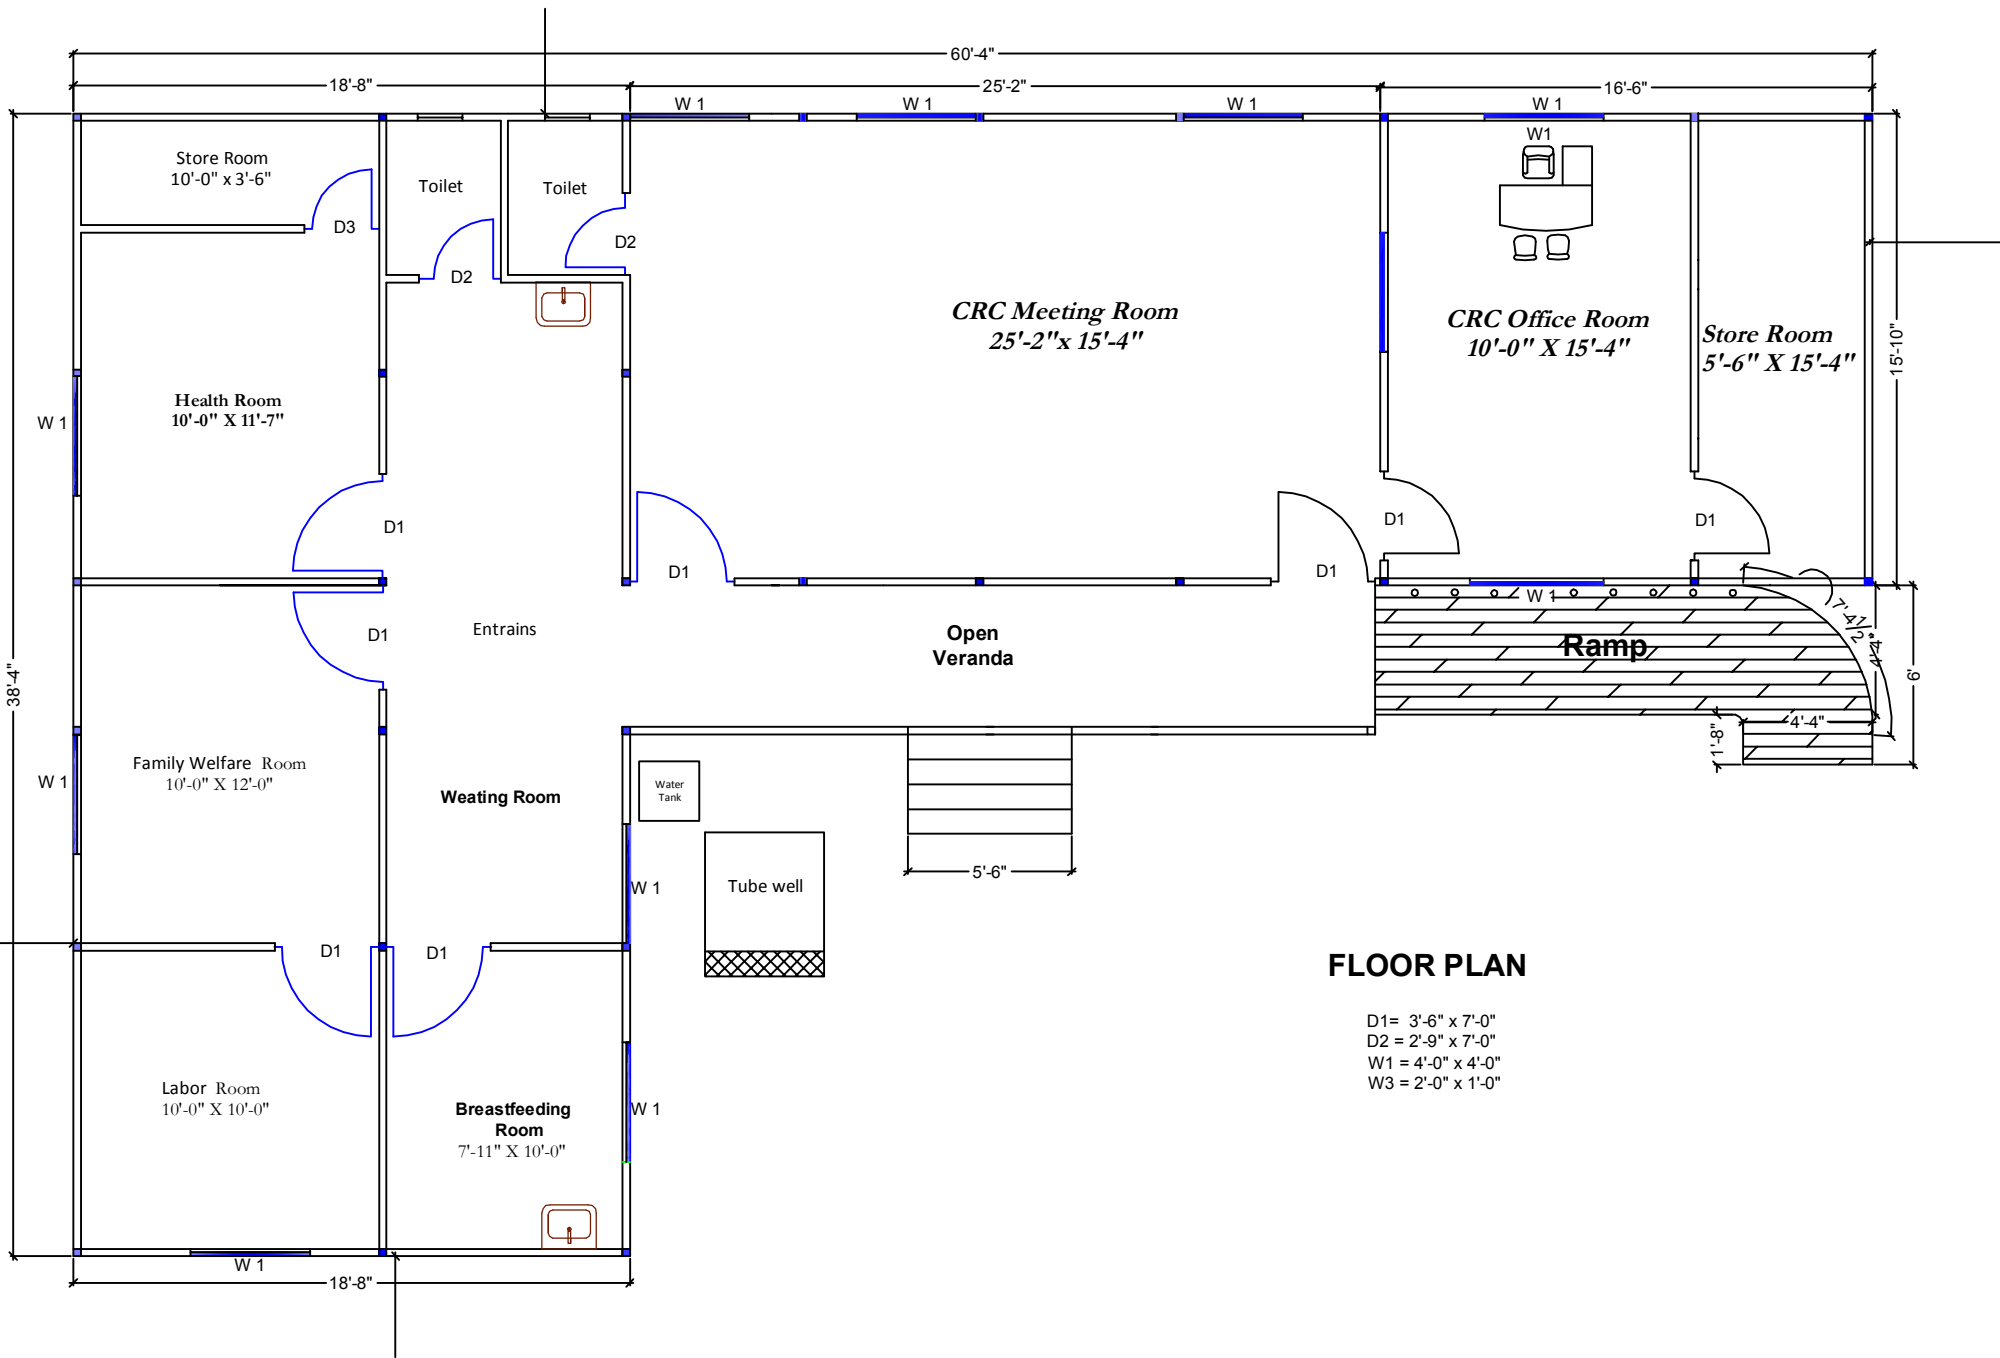 60'-4"
18'-8"
25'-2"
16'-6"
W 1
W 1
W 1
W 1
W1
Store Room
10'-0" x 3'-6"
Toilet
Toilet
D3
D2
D2
CRC Meeting Room
25'-2"x 15'-4"
CRC Office Room
10'-0" X 15'-4"
Store Room
5'-6" X 15'-4"
15'-10"
Health Room
10'-0" X 11'-7"
W 1
D1
D1
D1
D1
D1
D1
Entrains
Open
Veranda
W 1
Ramp
7'-4½"
4'-4"
6'
4'-4"
1'-8"
38'-4"
Family Welfare Room
10'-0" X 12'-0"
W 1
Weating Room
Water
Tank
Tube well
5'-6"
W 1
D1
D1
FLOOR PLAN
D1= 3'-6" x 7'-0"
D2 = 2'-9" x 7'-0"
W1 = 4'-0" x 4'-0"
W3 = 2'-0" x 1'-0"
Labor Room
10'-0" X 10'-0"
Breastfeeding
Room
7'-11" X 10'-0"
W 1
W 1
18'-8"